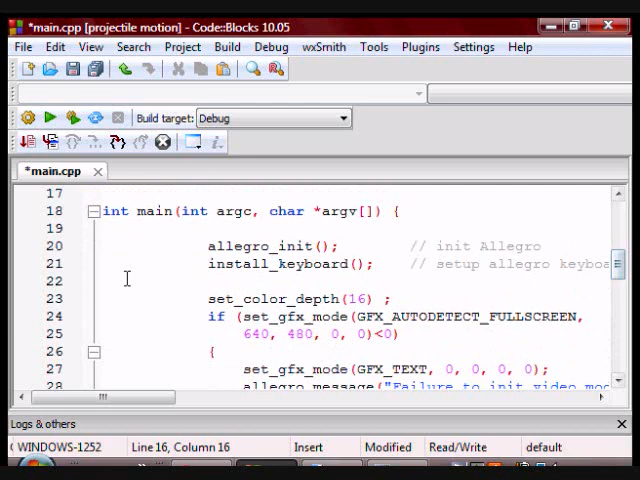 *main.cpp [projectile motion] - Code::Blocks 10.05
File Edit View Search Project Build Debug wxSmith Tools Plugins Settings Help
Build target: Debug
*main.cpp
17
18 int main(int argc, char *argv[]) {
19
20 allegro_init(); // init Allegro
21 install_keyboard(); // setup allegro keyboa
22
23 set_color_depth(16) ;
24 if (set_gfx_mode(GFX_AUTODETECT_FULLSCREEN,
25 640, 480, 0, 0)<0)
26 {
27 set_gfx_mode(GFX_TEXT, 0, 0, 0, 0);
28 allegro_message("Failure to init video mo
Logs & others
WINDOWS-1252 Line 16, Column 16 Insert Modified Read/Write default